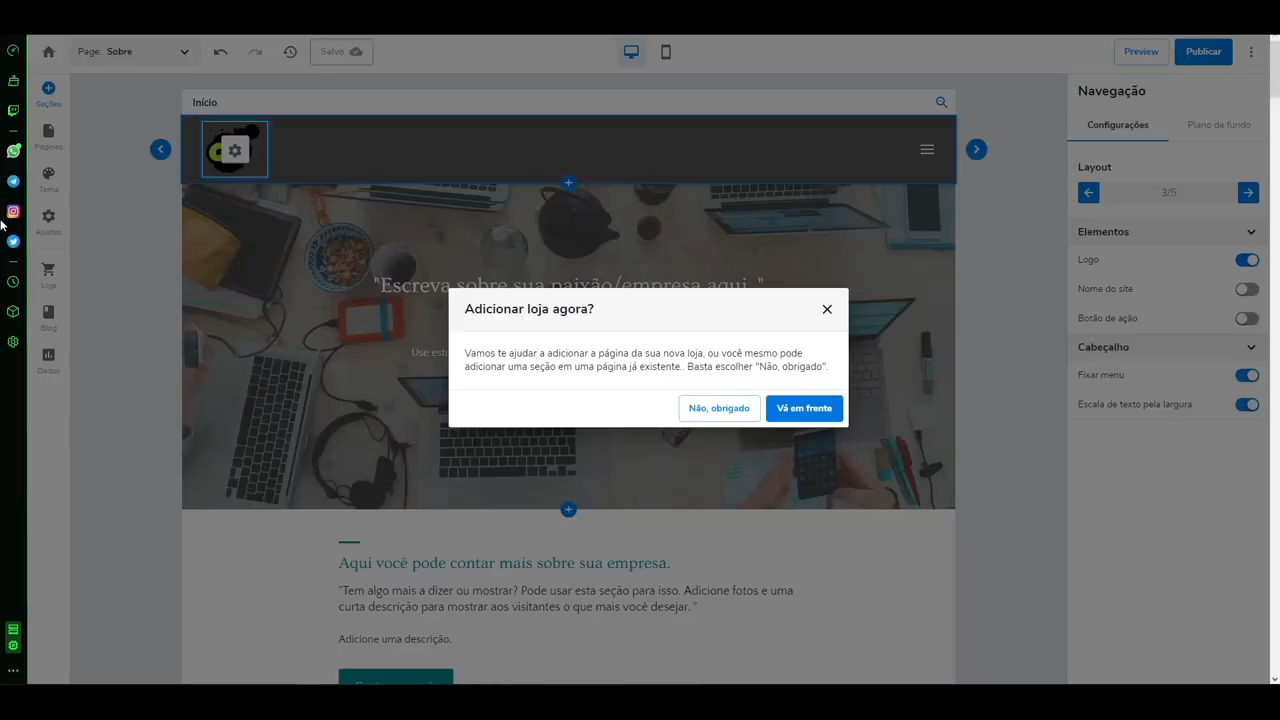 Page: Sobre
Salvo
Preview
Publicar
Seções
Páginas
Tema
Ajustes
Loja
Blog
Dados
Início
"Escreva sobre sua paixão/empresa aqui. "
Use est
Adicionar loja agora?
Vamos te ajudar a adicionar a página da sua nova loja, ou você mesmo pode
adicionar uma seção em uma página já existente.. Basta escolher "Não, obrigado".
Não, obrigado
Vá em frente
Aqui você pode contar mais sobre sua empresa.
"Tem algo mais a dizer ou mostrar? Pode usar esta seção para isso. Adicione fotos e uma
curta descrição para mostrar aos visitantes o que mais você desejar. "
Adicione uma descrição.
Navegação
Configurações
Plano de fundo
Layout
3/5
Elementos
Logo
Nome do site
Botão de ação
Cabeçalho
Fixar menu
Escala de texto pela largura